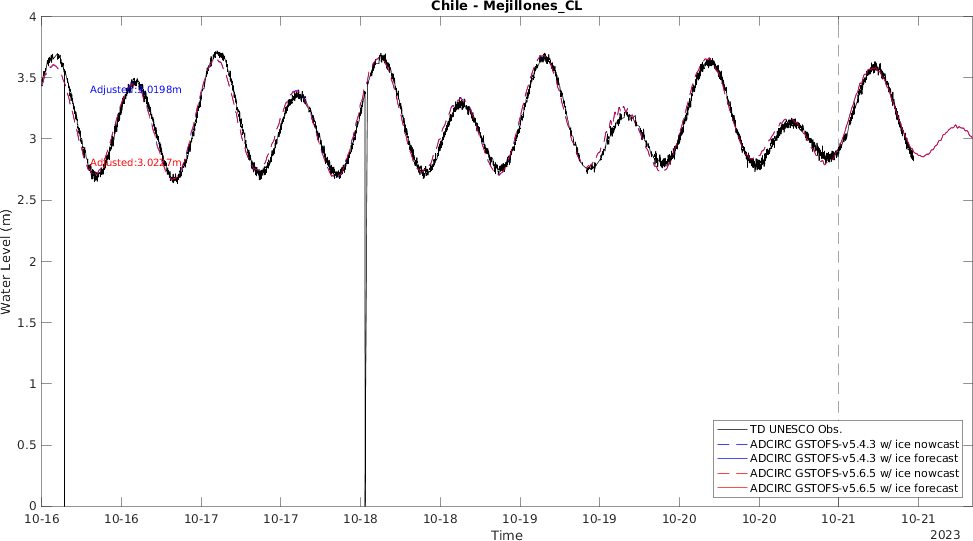 Chile - Mejillones_CL
Water Level (m)
4
3.5
3
2.5
2
1.5
1
0.5
0
Adjusted:3.0198m
Adjusted:3.0227m
TD UNESCO Obs.
ADCIRC GSTOFS-v5.4.3 w/ ice nowcast
ADCIRC GSTOFS-v5.4.3 w/ ice forecast
ADCIRC GSTOFS-v5.6.5 w/ ice nowcast
ADCIRC GSTOFS-v5.6.5 w/ ice forecast
10-16 10-16 10-17 10-17 10-18 10-18 10-19 10-19 10-20 10-20 10-21 10-21
Time
2023